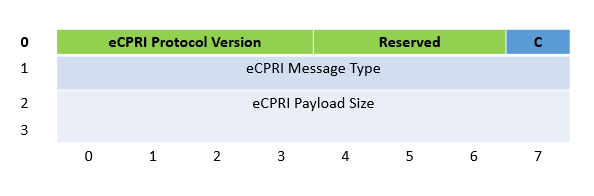 0 eCPRI Protocol Version Reserved C
1 eCPRI Message Type
2 eCPRI Payload Size
3
0 1 2 3 4 5 6 7